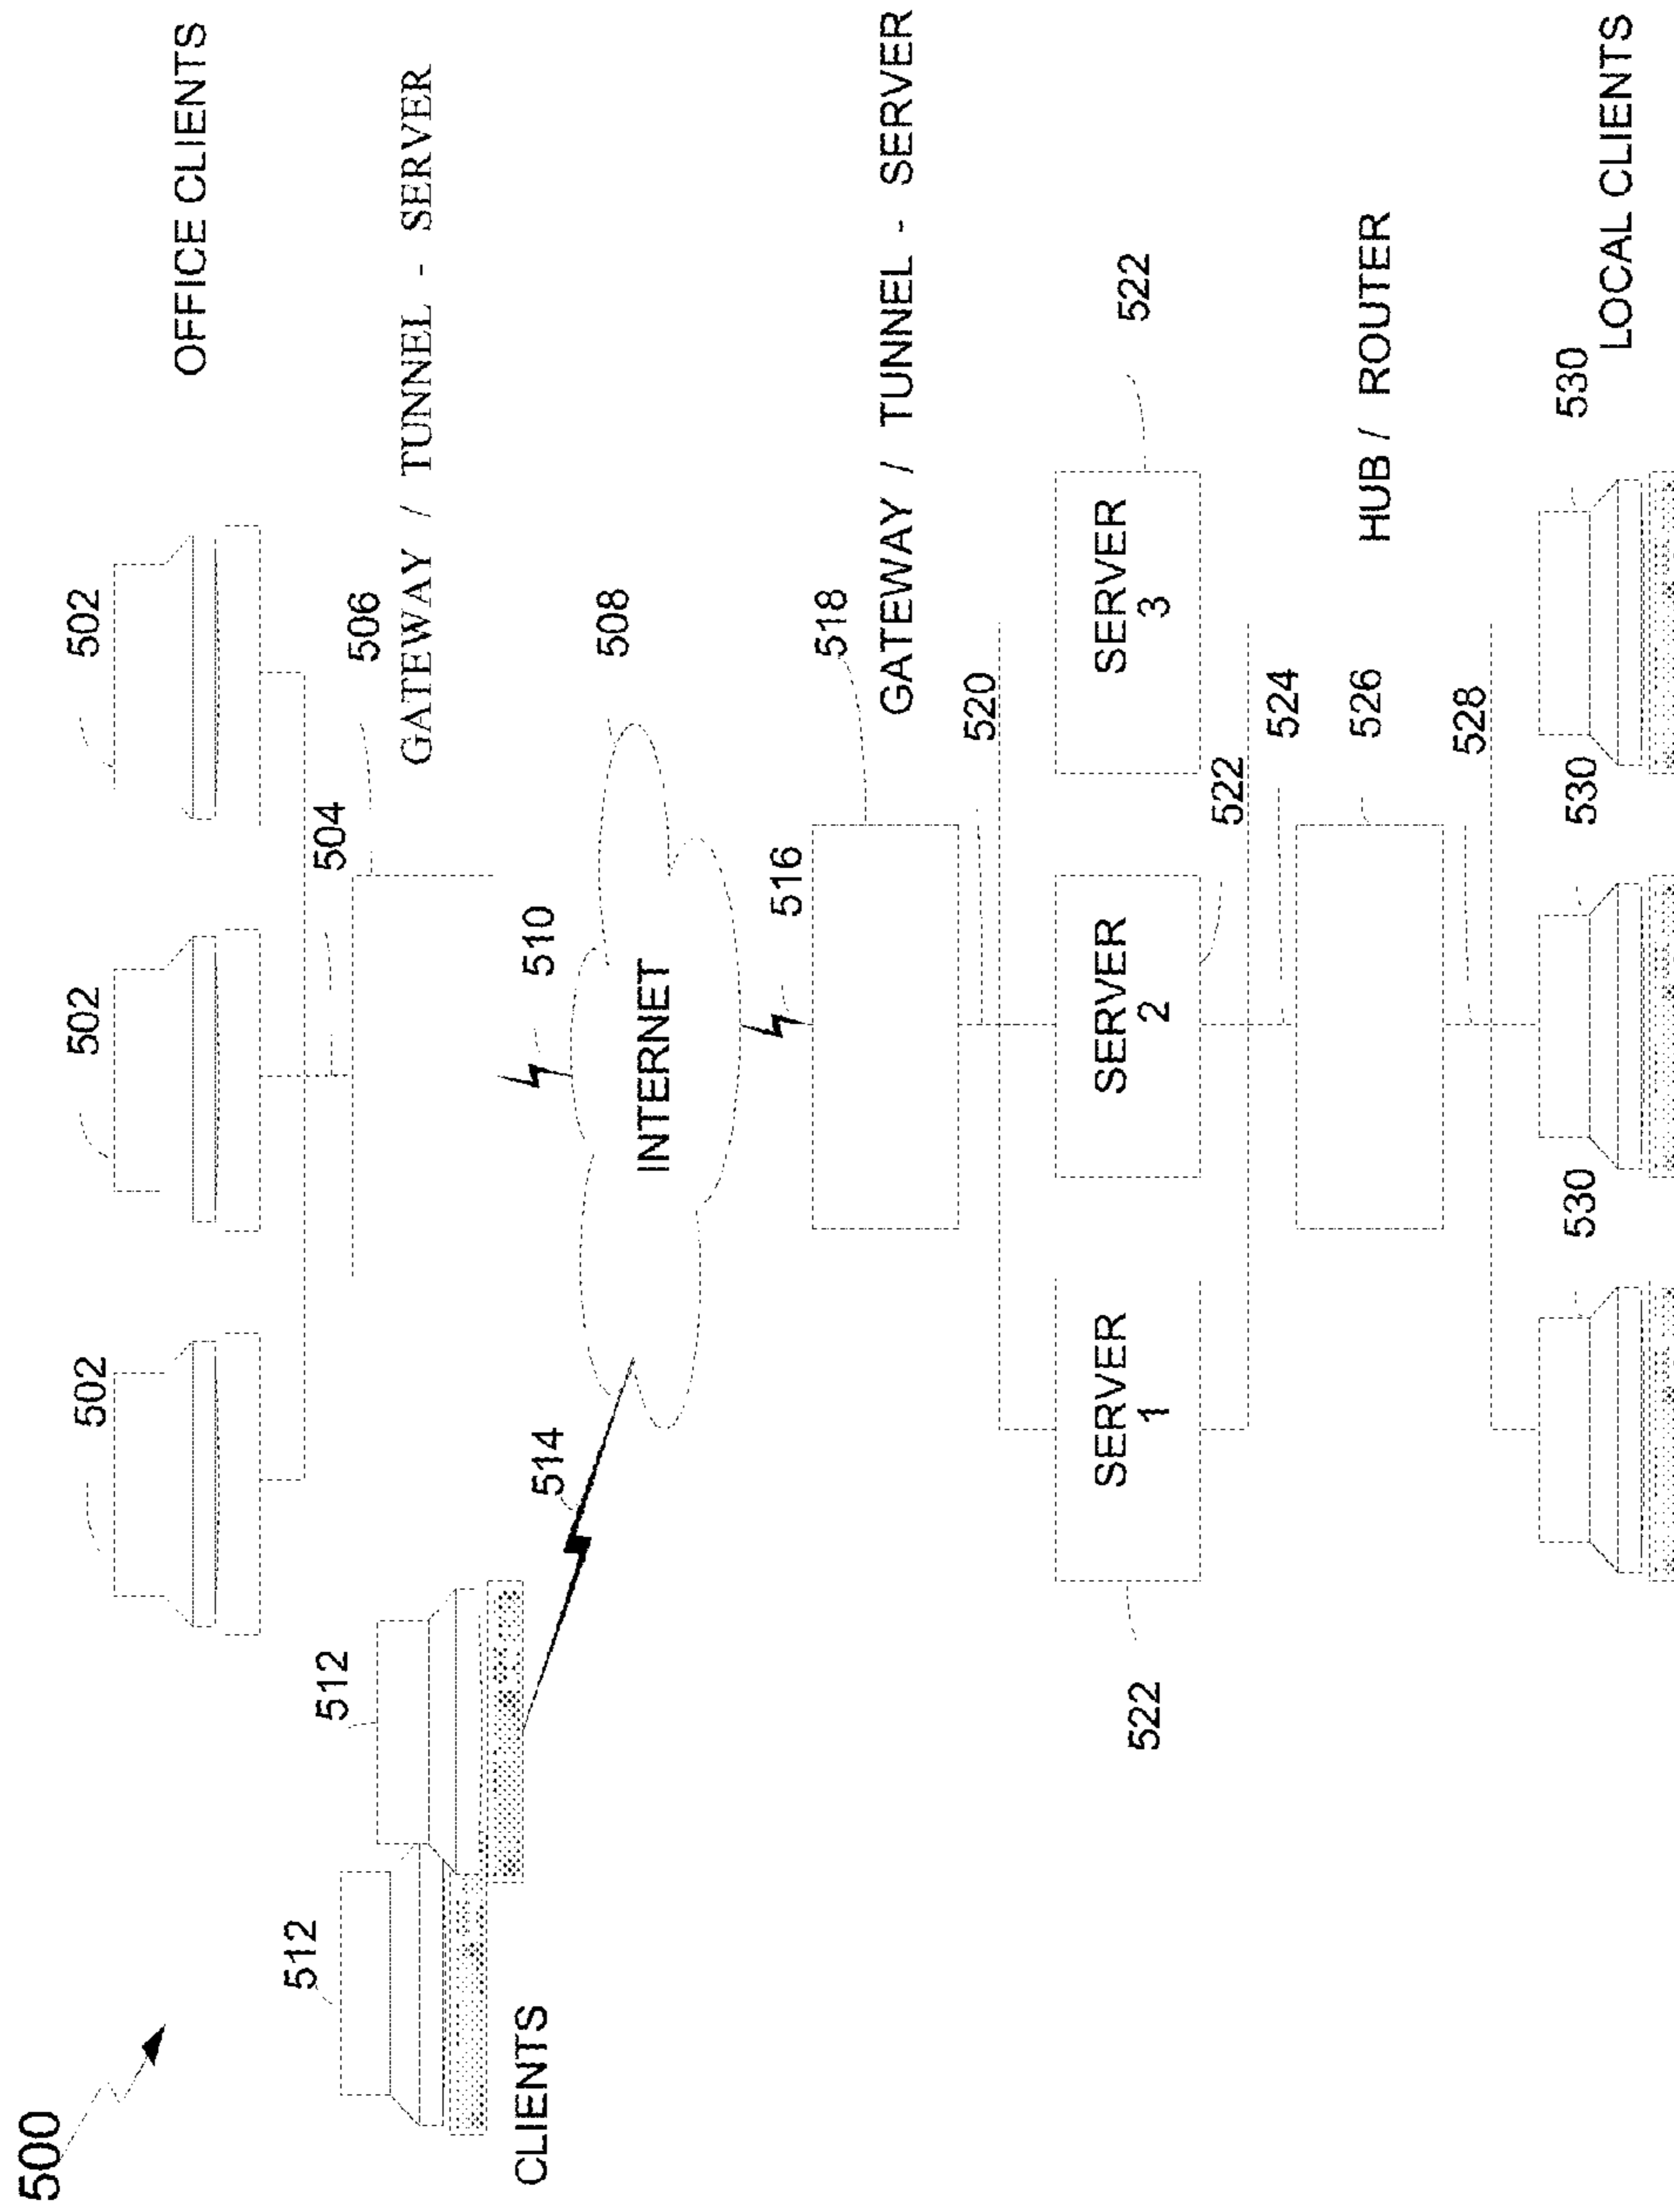 500
502
502
502
OFFICE CLIENTS
504
506
GATEWAY / TUNNEL - SERVER
512
512
CLIENTS
514
510
508
INTERNET
516
518
GATEWAY / TUNNEL - SERVER
520
522
SERVER
1
SERVER
2
522
SERVER
3
522
524
526
HUB / ROUTER
528
530
530
530
LOCAL CLIENTS